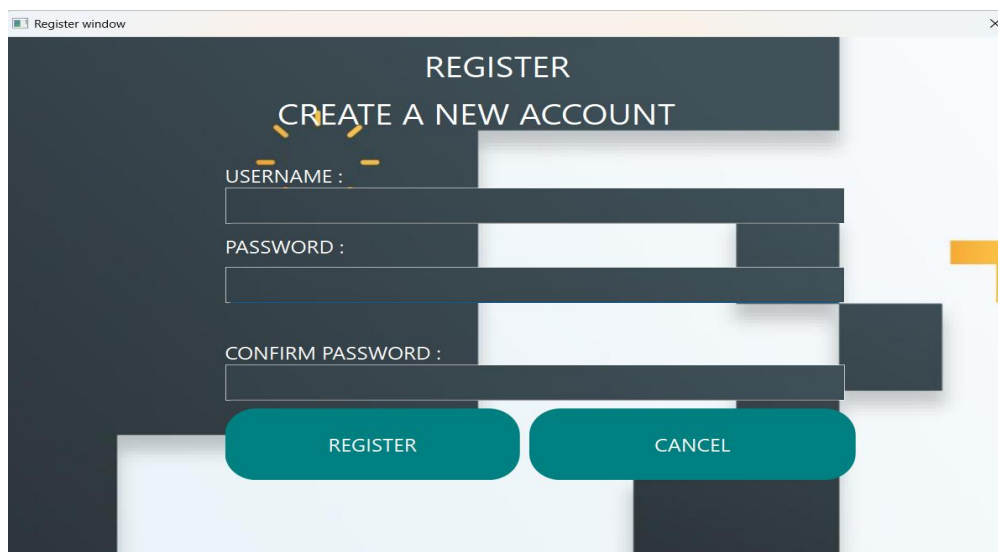 Register window
REGISTER
CREATE A NEW ACCOUNT
USERNAME :
PASSWORD :
CONFIRM PASSWORD :
REGISTER CANCEL